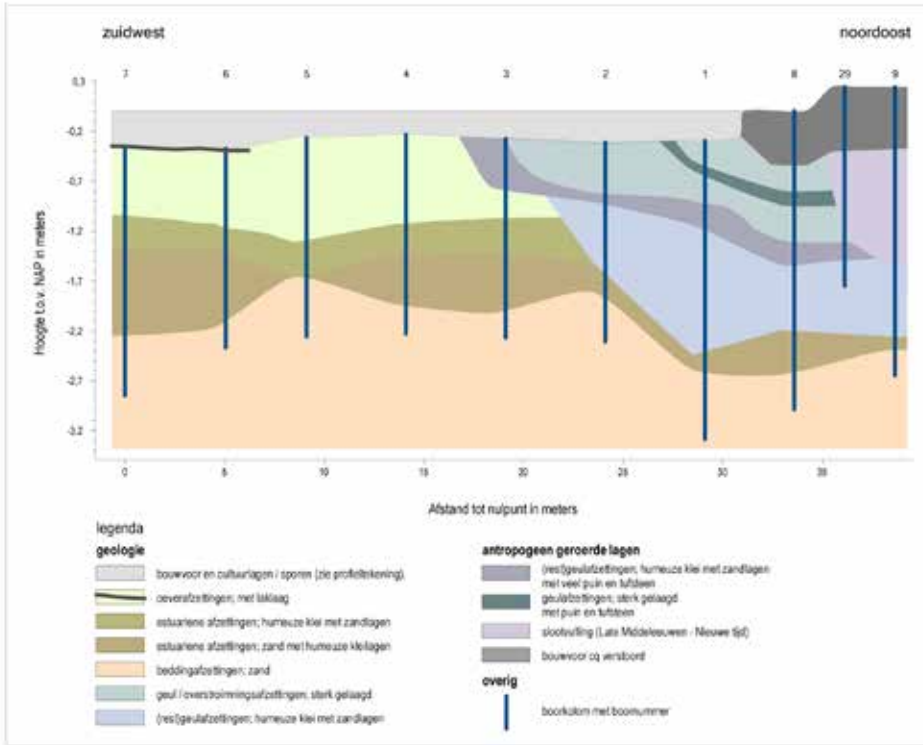 zuidwest
noordoost
7 6 5 4 3 2 1 8 29 9
0,3
-0,2
-0,7
-1,2
-1,7
-2,2
-2,7
-3,2
Hoogte t.o.v. NAP in meters
0 5 10 15 20 25 30 35
Afstand tot nulpunt in meters
legenda
geologie
bouwvoor en cultuurlagen / sporen (zie profieltekening)
oeverafzettingen; met laklaag
estuariene afzettingen; humeuze klei met zandlagen
estuariene afzettingen; zand met humeuze kleilagen
beddingafzettingen; zand
geul / overstromingsafzettingen; sterk gelaagd
(rest)geulafzettingen; humeuze klei met zandlagen
antropogeen geroerde lagen
(rest)geulafzettingen; humeuze klei met zandlagen
met veel puin en tufsteen
geulafzettingen; sterk gelaagd
met puin en tufsteen
slootvulling (Late Middeleeuwen - Nieuwe tijd)
bouwvoor cq verstoord
overig
boorkolom met boornummer